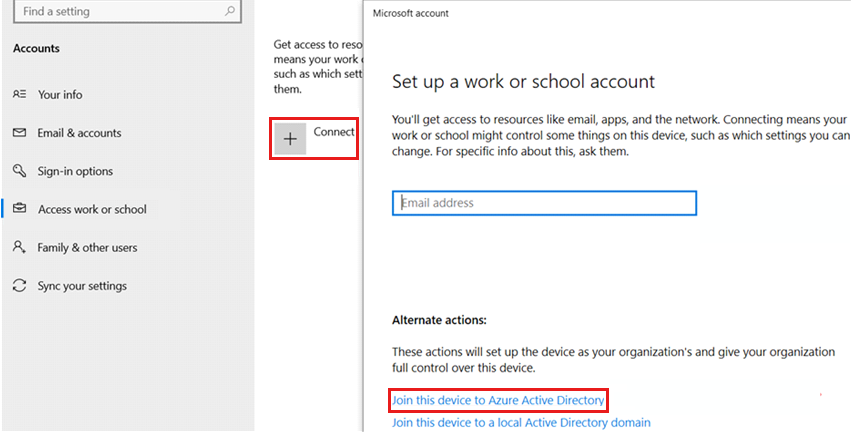 Find a setting
Accounts
Your info
Email & accounts
Sign-in options
Access work or school
Family & other users
Sync your settings
Get access to reso
means your work o
such as which sett
them.
Connect
Microsoft account
Set up a work or school account
You'll get access to resources like email, apps, and the network. Connecting means your
work or school might control some things on this device, such as which settings you can
change. For specific info about this, ask them.
Email address
Alternate actions:
These actions will set up the device as your organization's and give your organization
full control over this device.
Join this device to Azure Active Directory
Join this device to a local Active Directory domain